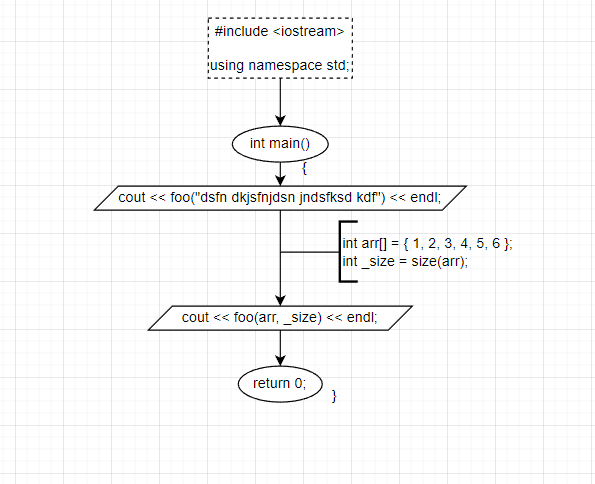 #include <iostream>
using namespace std;
int main()
{
cout << foo("dsfn dkjsfnjdsn jndsfksd kdf") << endl;
int arr[] = { 1, 2, 3, 4, 5, 6 };
int _size = size(arr);
cout << foo(arr, _size) << endl;
return 0;
}